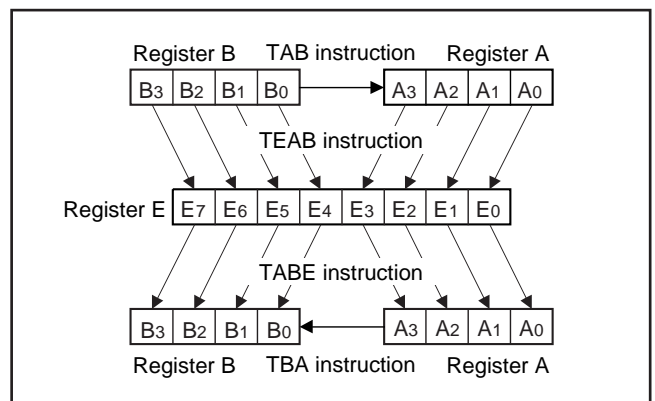 Register B TAB instruction Register A
B3 B2 B1 B0 A3 A2 A1 A0
TEAB instruction
Register E E7 E6 E5 E4 E3 E2 E1 E0
TABE instruction
B3 B2 B1 B0 A3 A2 A1 A0
Register B TBA instruction Register A